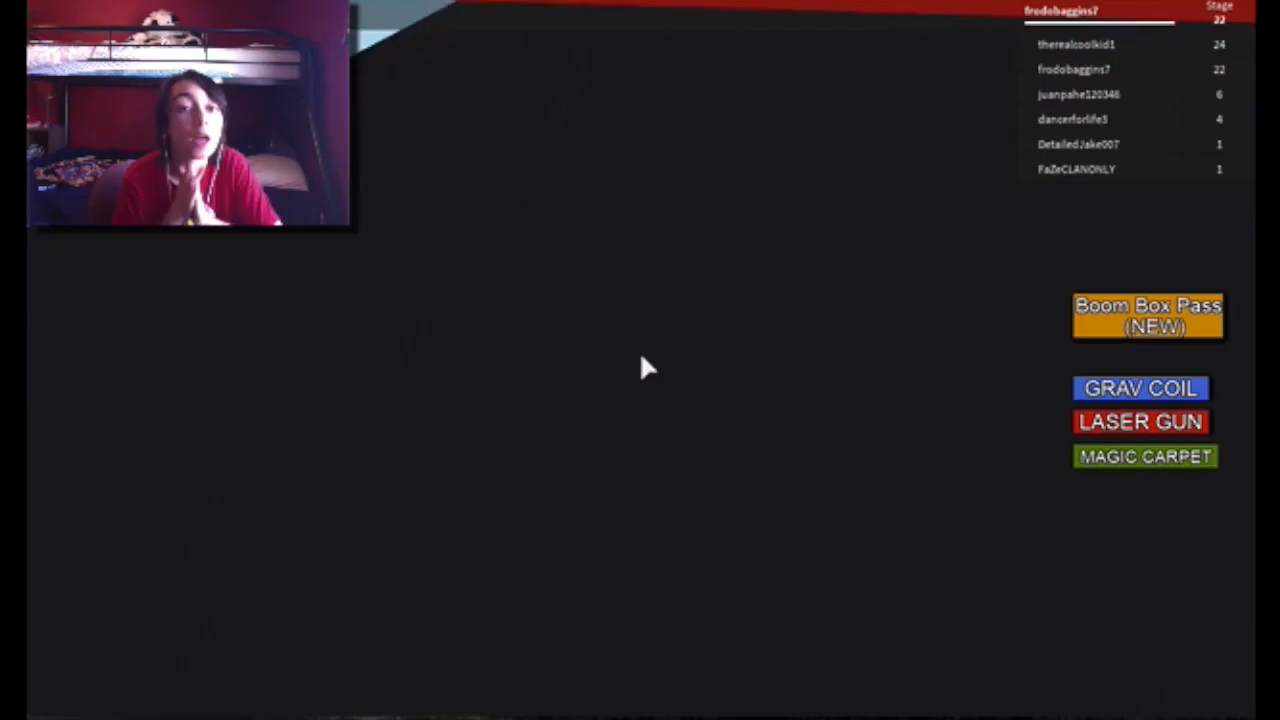 frodobaggins7 Stage
22
therealcoolkid1 24
frodobaggins7 22
juanpahe120346 6
dancerforlife3 4
DetailedJake007 1
FaZeCLANONLY 1
Boom Box Pass
(NEW)
GRAV COIL
LASER GUN
MAGIC CARPET